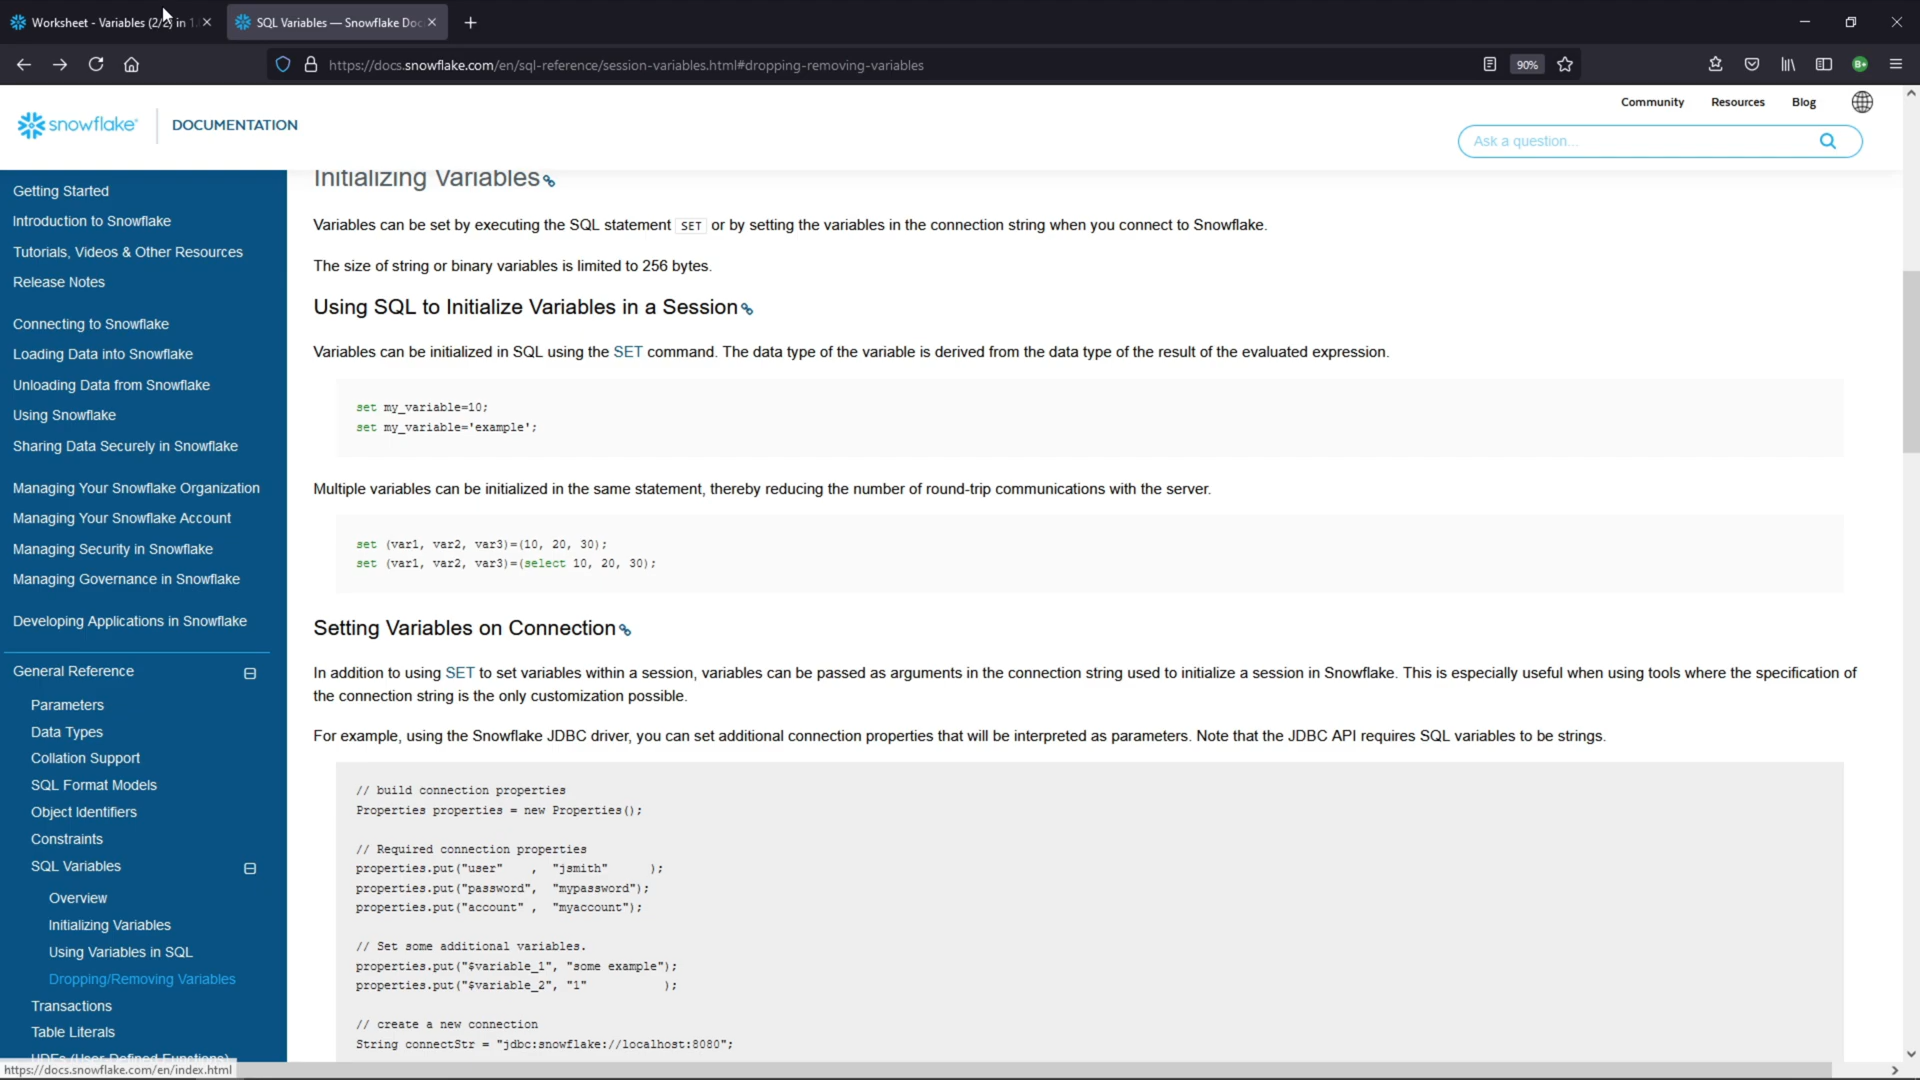 Worksheet - Variables (2/2) in 1.
SQL Variables — Snowflake Doc
https://docs.snowflake.com/en/sql-reference/session-variables.html#dropping-removing-variables
90%
B+
snowflake®
DOCUMENTATION
Community
Resources
Blog
Ask a question...
Getting Started
Introduction to Snowflake
Tutorials, Videos & Other Resources
Release Notes
Connecting to Snowflake
Loading Data into Snowflake
Unloading Data from Snowflake
Using Snowflake
Sharing Data Securely in Snowflake
Managing Your Snowflake Organization
Managing Your Snowflake Account
Managing Security in Snowflake
Managing Governance in Snowflake
Developing Applications in Snowflake
General Reference
Parameters
Data Types
Collation Support
SQL Format Models
Object Identifiers
Constraints
SQL Variables
Overview
Initializing Variables
Using Variables in SQL
Dropping/Removing Variables
Transactions
Table Literals
UDFs (User-Defined Functions)
https://docs.snowflake.com/en/index.html
Initializing Variables
Variables can be set by executing the SQL statement SET or by setting the variables in the connection string when you connect to Snowflake.
The size of string or binary variables is limited to 256 bytes.
Using SQL to Initialize Variables in a Session
Variables can be initialized in SQL using the SET command. The data type of the variable is derived from the data type of the result of the evaluated expression.
set my_variable=10;
set my_variable='example';
Multiple variables can be initialized in the same statement, thereby reducing the number of round-trip communications with the server.
set (var1, var2, var3)=(10, 20, 30);
set (var1, var2, var3)=(select 10, 20, 30);
Setting Variables on Connection
In addition to using SET to set variables within a session, variables can be passed as arguments in the connection string used to initialize a session in Snowflake. This is especially useful when using tools where the specification of
the connection string is the only customization possible.
For example, using the Snowflake JDBC driver, you can set additional connection properties that will be interpreted as parameters. Note that the JDBC API requires SQL variables to be strings.
// build connection properties
Properties properties = new Properties();
// Required connection properties
properties.put("user"    ,  "jsmith"      );
properties.put("password",  "mypassword");
properties.put("account" ,  "myaccount");
// Set some additional variables.
properties.put("$variable_1", "some example");
properties.put("$variable_2", "1"           );
// create a new connection
String connectStr = "jdbc:snowflake://localhost:8080";